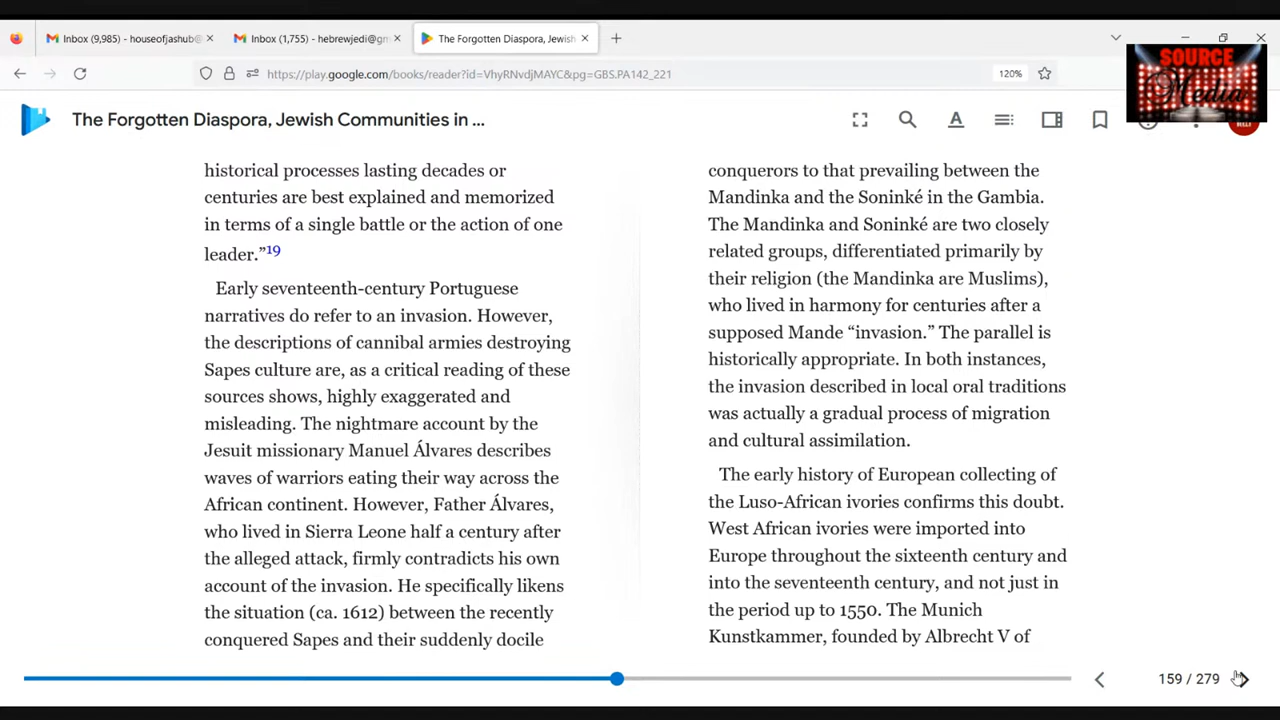 Inbox (9,985) - houseofjashub@
Inbox (1,755) - hebrewjedi@gm
The Forgotten Diaspora, Jewish
https://play.google.com/books/reader?id=VhyRNvdjMAYC&pg=GBS.PA142_221
120%
SOURCE
Media
The Forgotten Diaspora, Jewish Communities in ...
historical processes lasting decades or
centuries are best explained and memorized
in terms of a single battle or the action of one
leader.”19
Early seventeenth-century Portuguese
narratives do refer to an invasion. However,
the descriptions of cannibal armies destroying
Sapes culture are, as a critical reading of these
sources shows, highly exaggerated and
misleading. The nightmare account by the
Jesuit missionary Manuel Álvares describes
waves of warriors eating their way across the
African continent. However, Father Álvares,
who lived in Sierra Leone half a century after
the alleged attack, firmly contradicts his own
account of the invasion. He specifically likens
the situation (ca. 1612) between the recently
conquered Sapes and their suddenly docile
conquerors to that prevailing between the
Mandinka and the Soninké in the Gambia.
The Mandinka and Soninké are two closely
related groups, differentiated primarily by
their religion (the Mandinka are Muslims),
who lived in harmony for centuries after a
supposed Mande “invasion.” The parallel is
historically appropriate. In both instances,
the invasion described in local oral traditions
was actually a gradual process of migration
and cultural assimilation.
The early history of European collecting of
the Luso-African ivories confirms this doubt.
West African ivories were imported into
Europe throughout the sixteenth century and
into the seventeenth century, and not just in
the period up to 1550. The Munich
Kunstkammer, founded by Albrecht V of
159 / 279